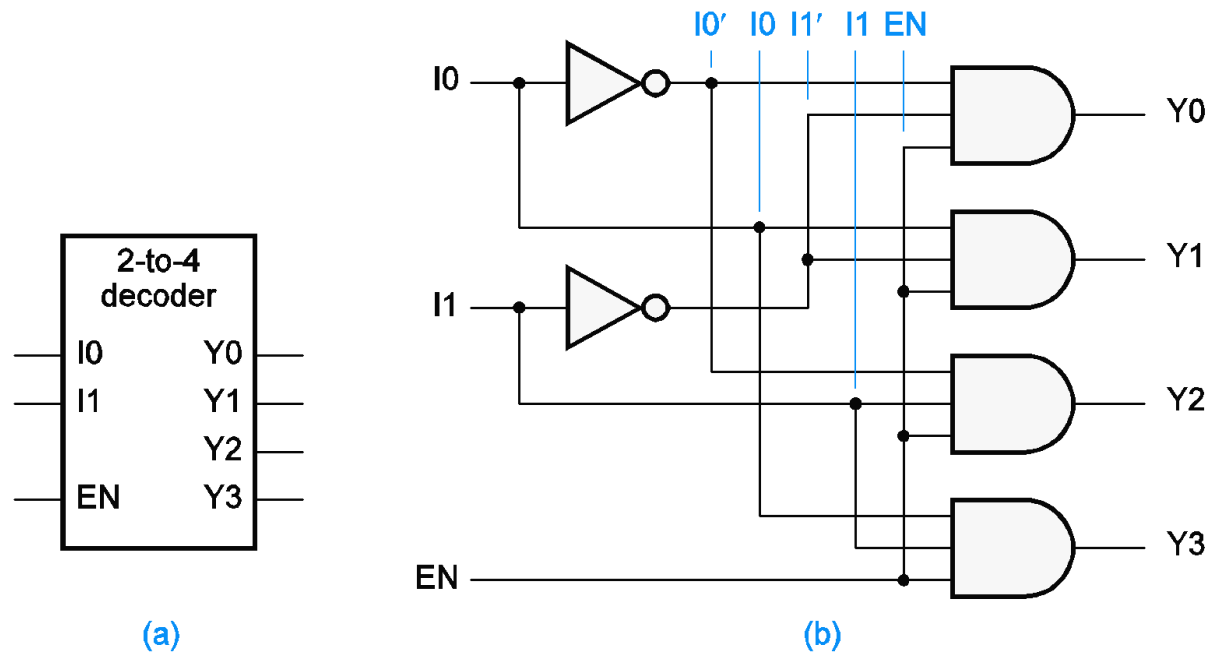 I0′ I0 I1′ I1 EN
I0
Y0
2-to-4
decoder
I0 Y0
I1 Y1
Y2
EN Y3
Y1
I1
Y2
Y3
EN
(a)
(b)